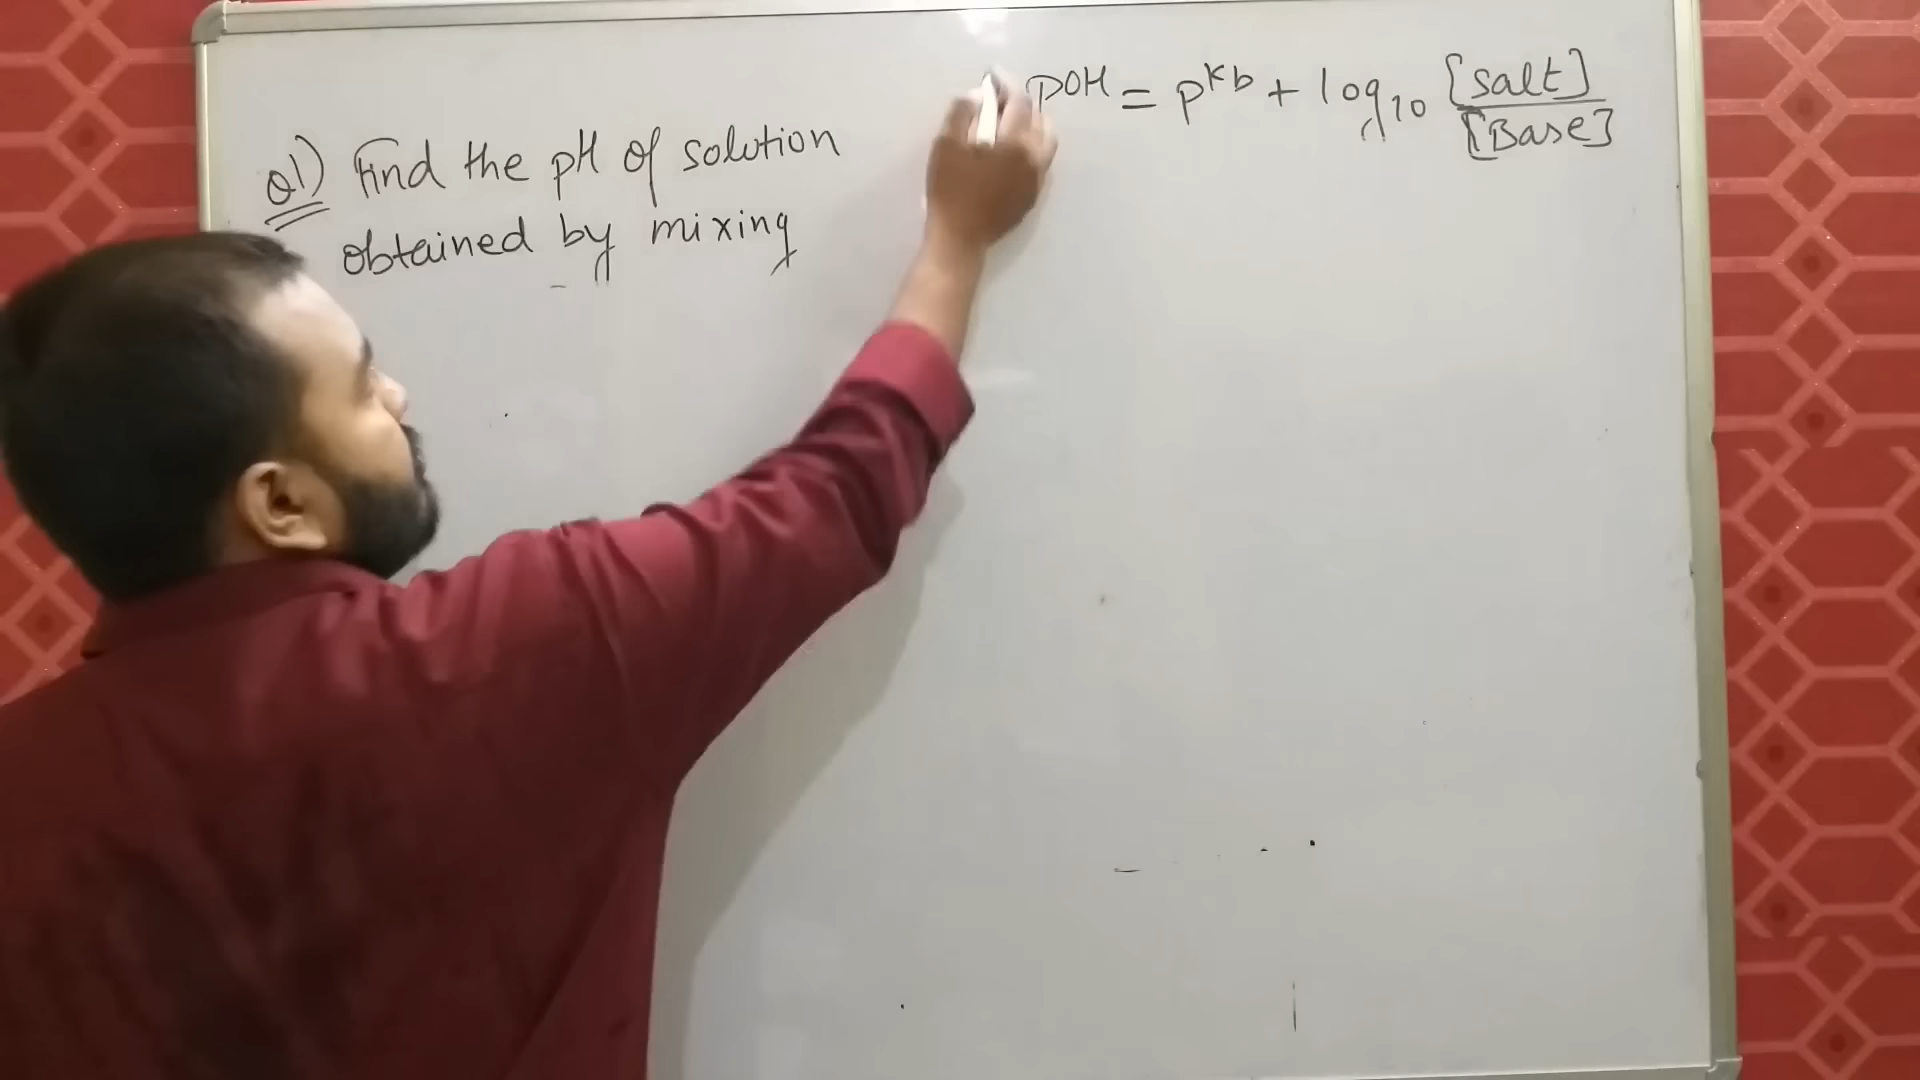 Q1) Find the pH of solution
obtained by mixing
pOH = pKb + log10 [salt]/[Base]